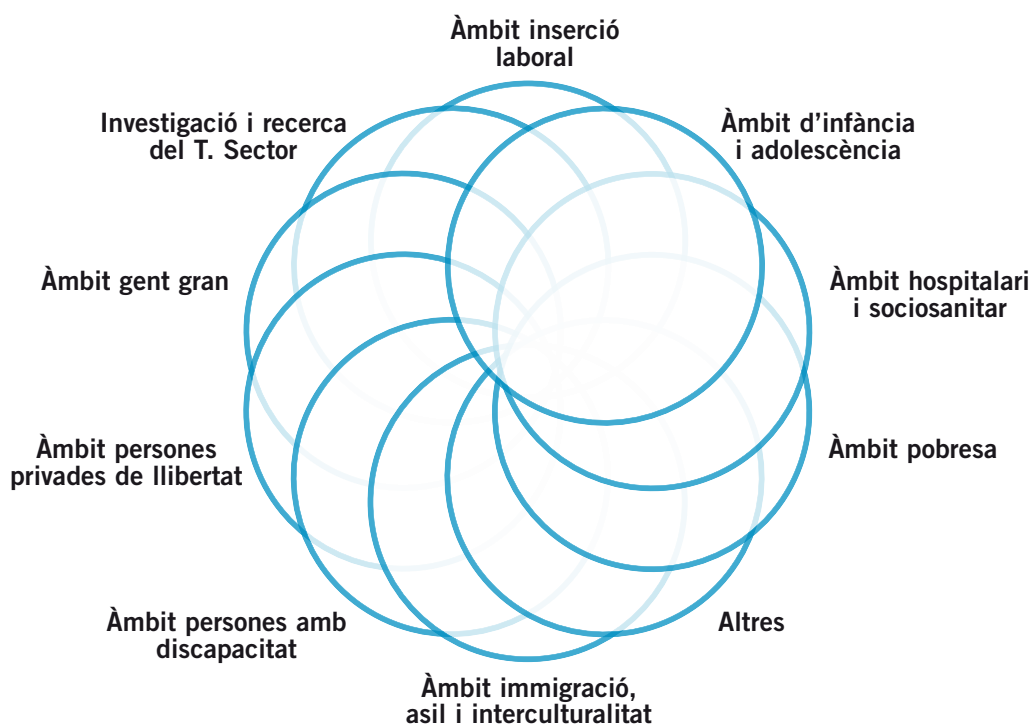 Àmbit inserció
laboral
Investigació i recerca
del T. Sector
Àmbit d’infància
i adolescència
Àmbit gent gran
Àmbit hospitalari
i sociosanitar
Àmbit persones
privades de llibertat
Àmbit pobresa
Àmbit persones amb
discapacitat
Altres
Àmbit immigració,
asil i interculturalitat